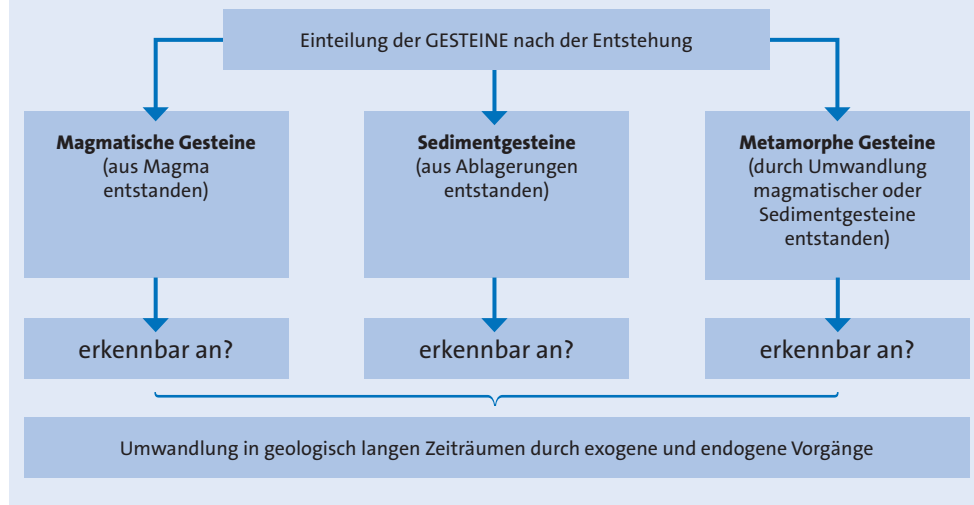 Einteilung der GESTEINE nach der Entstehung
Magmatische Gesteine
(aus Magma
entstanden)
Sedimentgesteine
(aus Ablagerungen
entstanden)
Metamorphe Gesteine
(durch Umwandlung
magmatischer oder
Sedimentgesteine
entstanden)
erkennbar an?
erkennbar an?
erkennbar an?
Umwandlung in geologisch langen Zeiträumen durch exogene und endogene Vorgänge